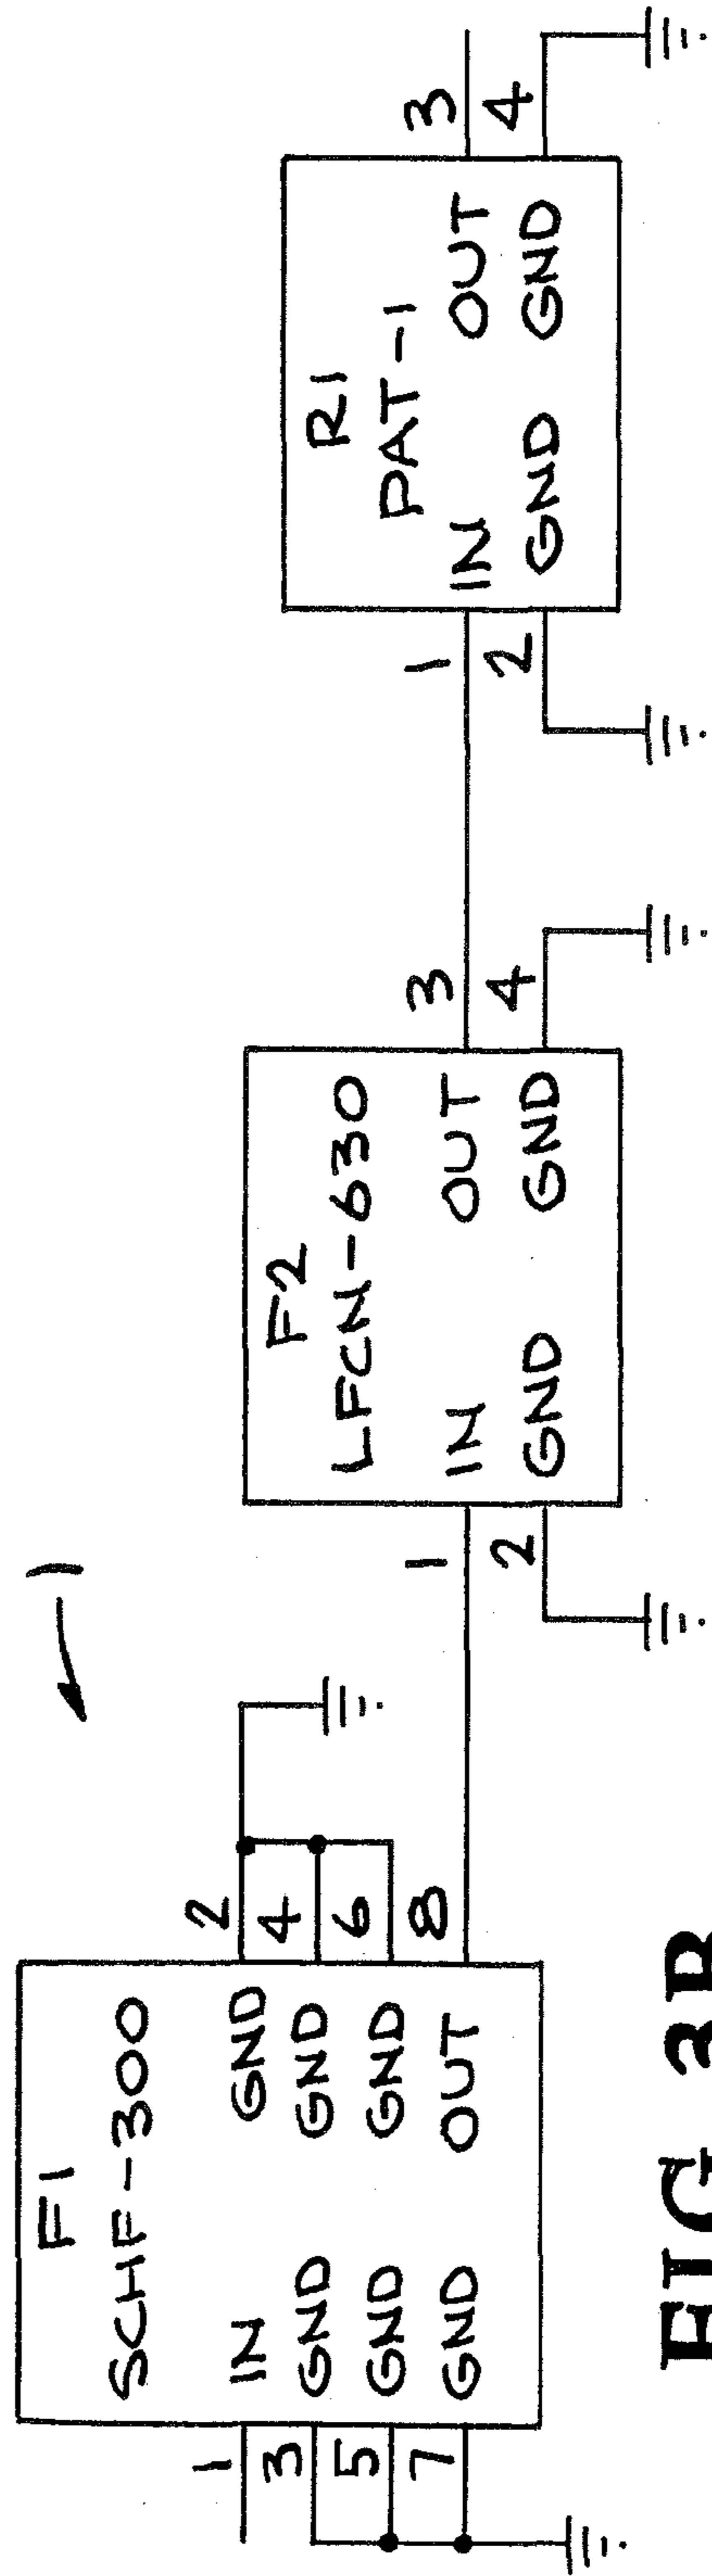 1
F1
SCHF-300
1 IN GND 2
3 GND GND 4
5 GND GND 6
7 GND OUT 8
F2
LFCN-630
1 IN OUT 3
2 GND GND 4
R1
PAT-1
1 IN OUT 3
2 GND GND 4
FIG 3B